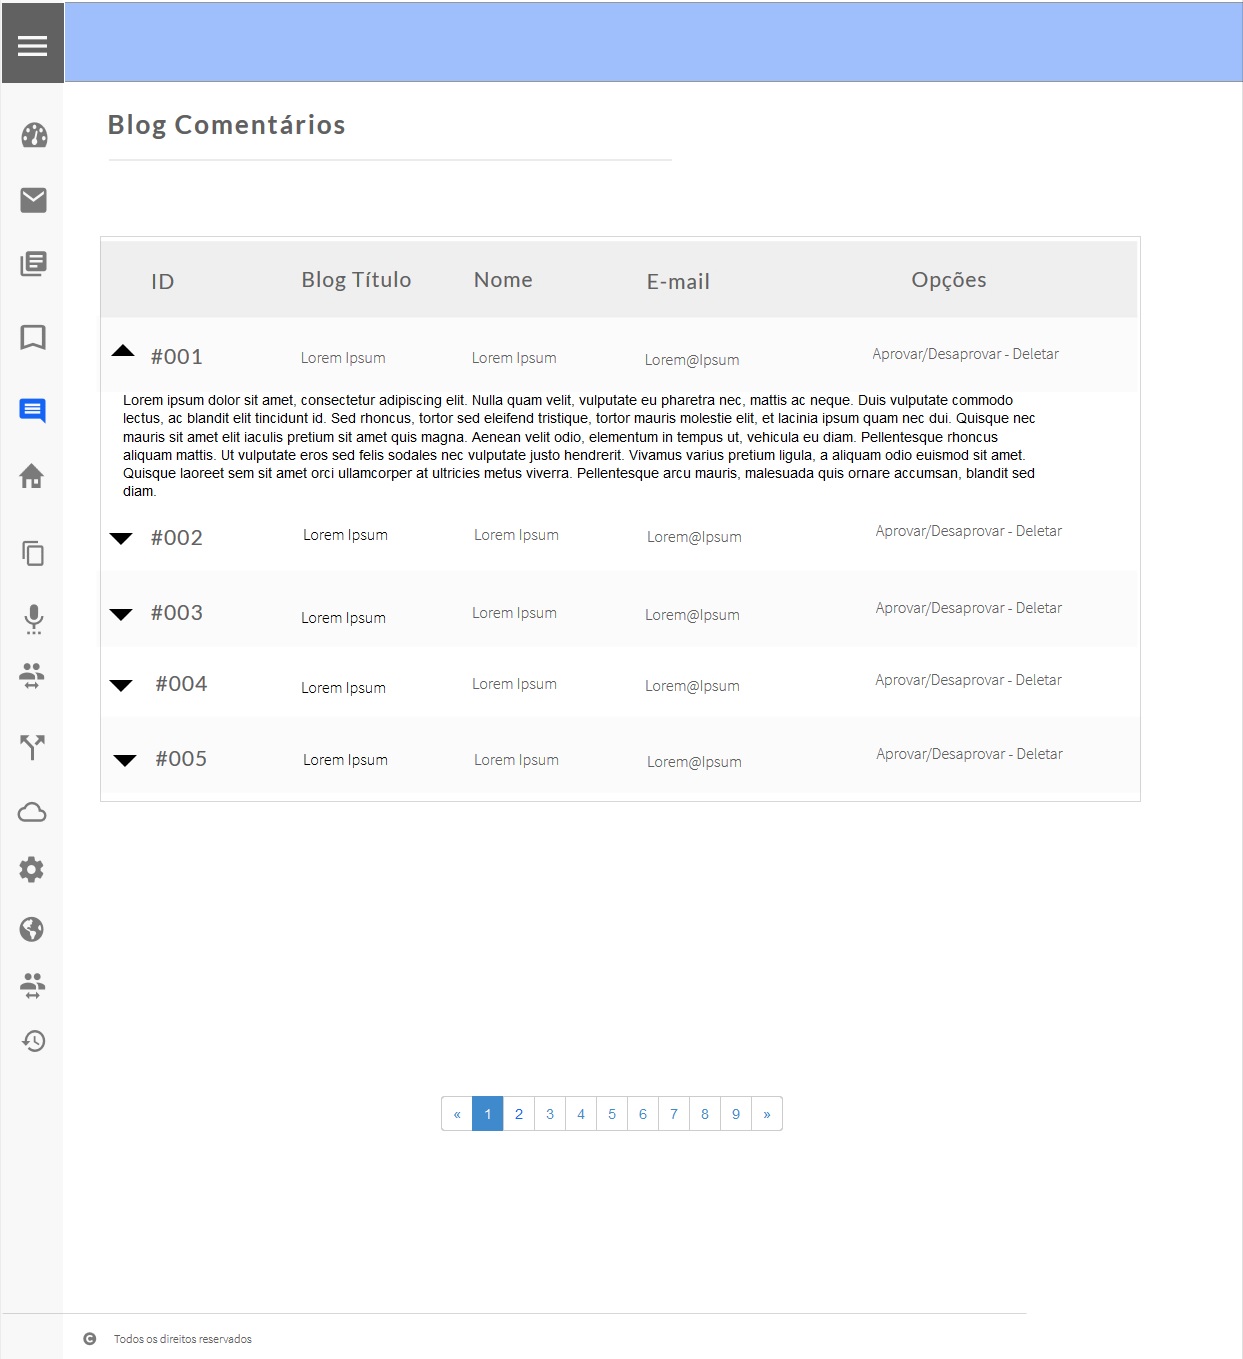 Blog Comentários
ID Blog Título Nome E-mail Opções
#001 Lorem Ipsum Lorem Ipsum Lorem@Ipsum Aprovar/Desaprovar - Deletar
Lorem ipsum dolor sit amet, consectetur adipiscing elit. Nulla quam velit, vulputate eu pharetra nec, mattis ac neque. Duis vulputate commodo
lectus, ac blandit elit tincidunt id. Sed rhoncus, tortor sed eleifend tristique, tortor mauris molestie elit, et lacinia ipsum quam nec dui. Quisque nec
mauris sit amet elit iaculis pretium sit amet quis magna. Aenean velit odio, elementum in tempus ut, vehicula eu diam. Pellentesque rhoncus
aliquam mattis. Ut vulputate eros sed felis sodales nec vulputate justo hendrerit. Vivamus varius pretium ligula, a aliquam odio euismod sit amet.
Quisque laoreet sem sit amet orci ullamcorper at ultricies metus viverra. Pellentesque arcu mauris, malesuada quis ornare accumsan, blandit sed
diam.
#002 Lorem Ipsum Lorem Ipsum Lorem@Ipsum Aprovar/Desaprovar - Deletar
#003 Lorem Ipsum Lorem Ipsum Lorem@Ipsum Aprovar/Desaprovar - Deletar
#004 Lorem Ipsum Lorem Ipsum Lorem@Ipsum Aprovar/Desaprovar - Deletar
#005 Lorem Ipsum Lorem Ipsum Lorem@Ipsum Aprovar/Desaprovar - Deletar
« 1 2 3 4 5 6 7 8 9 »
© Todos os direitos reservados